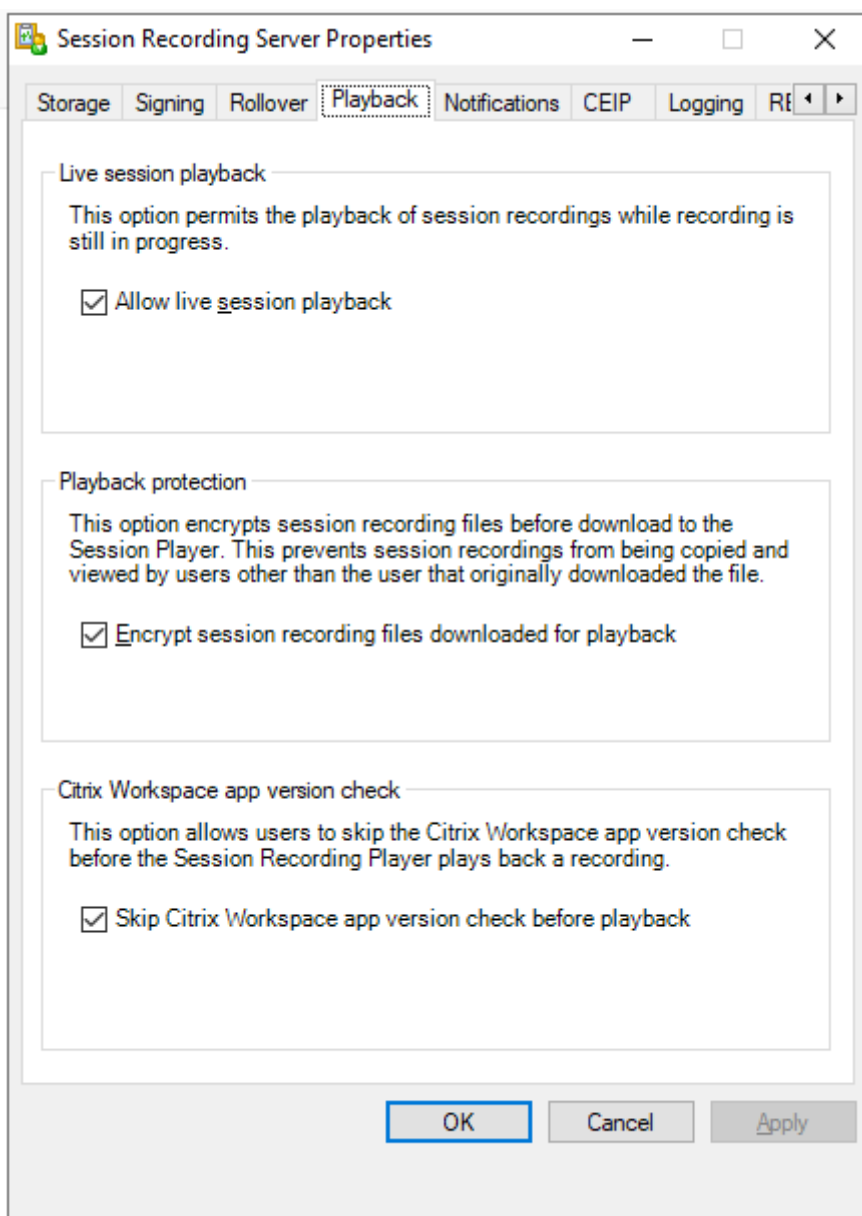 Session Recording Server Properties
Storage Signing Rollover Playback Notifications CEIP Logging
Live session playback
This option permits the playback of session recordings while recording is
still in progress.
Allow live session playback
Playback protection
This option encrypts session recording files before download to the
Session Player. This prevents session recordings from being copied and
viewed by users other than the user that originally downloaded the file.
Encrypt session recording files downloaded for playback
Citrix Workspace app version check
This option allows users to skip the Citrix Workspace app version check
before the Session Recording Player plays back a recording.
Skip Citrix Workspace app version check before playback
OK Cancel Apply